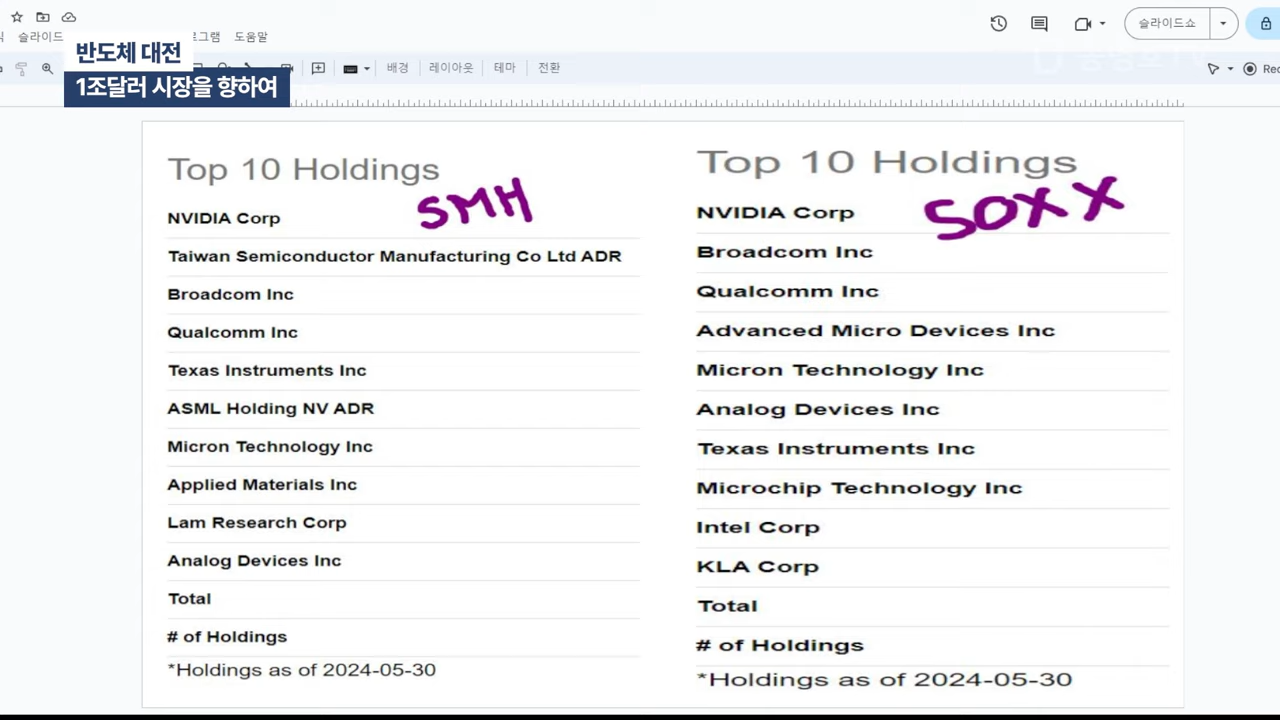 슬라이드쇼
슬라이드
그램
도움말
반도체 대전
1조달러 시장을 향하여
배경
레이아웃
테마
전환
Rec
Top 10 Holdings
SMH
NVIDIA Corp
Taiwan Semiconductor Manufacturing Co Ltd ADR
Broadcom Inc
Qualcomm Inc
Texas Instruments Inc
ASML Holding NV ADR
Micron Technology Inc
Applied Materials Inc
Lam Research Corp
Analog Devices Inc
Total
# of Holdings
*Holdings as of 2024-05-30
Top 10 Holdings
SOXX
NVIDIA Corp
Broadcom Inc
Qualcomm Inc
Advanced Micro Devices Inc
Micron Technology Inc
Analog Devices Inc
Texas Instruments Inc
Microchip Technology Inc
Intel Corp
KLA Corp
Total
# of Holdings
*Holdings as of 2024-05-30